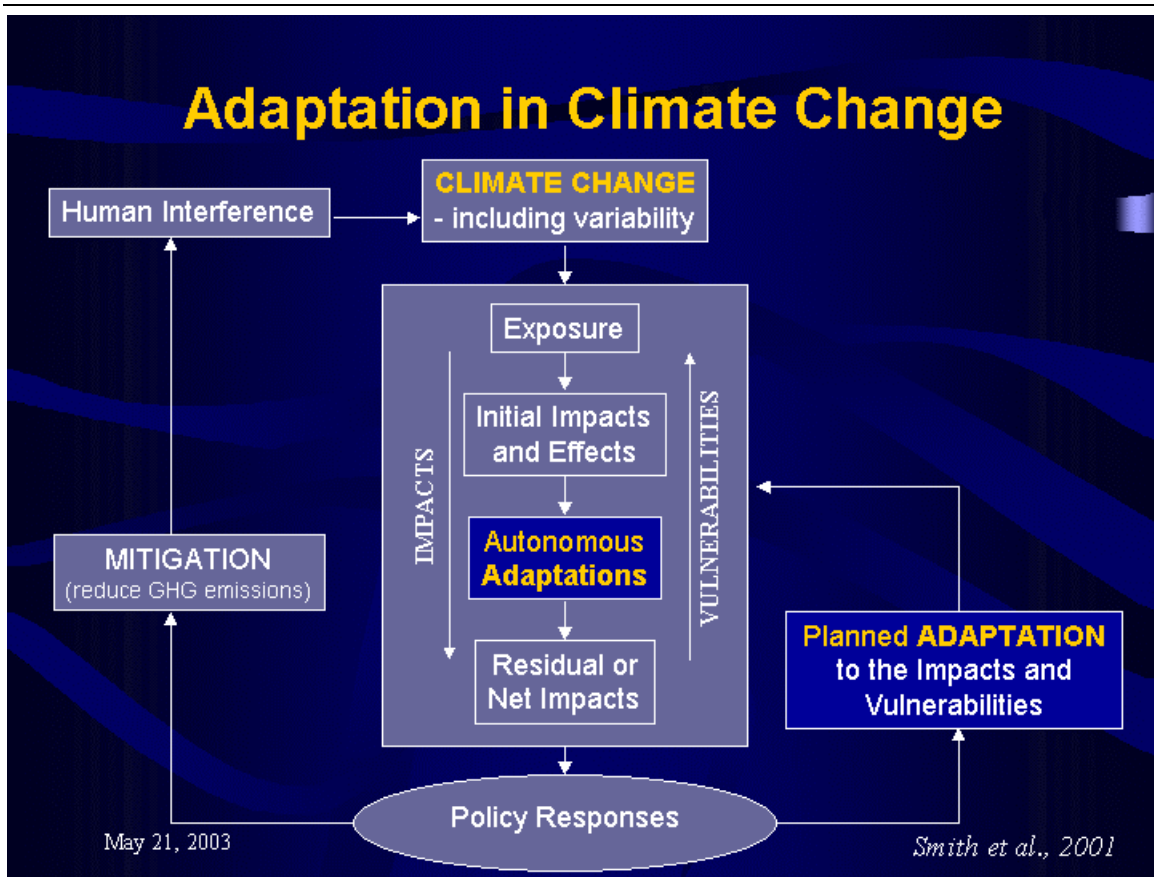 Adaptation in Climate Change
Human Interference
CLIMATE CHANGE
- including variability
Exposure
Initial Impacts
and Effects
IMPACTS
VULNERABILITIES
Autonomous
Adaptations
MITIGATION
(reduce GHG emissions)
Residual or
Net Impacts
Planned ADAPTATION
to the Impacts and
Vulnerabilities
Policy Responses
May 21, 2003
Smith et al., 2001